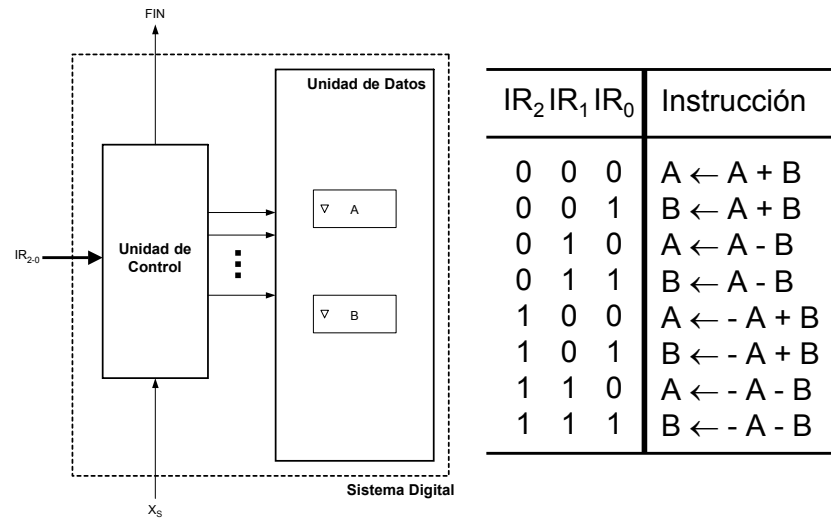 FIN
Unidad de Datos
A
Unidad de
Control
IR2-0
B
Sistema Digital
XS
IR2 IR1 IR0 Instrucción
0 0 0 A ← A + B
0 0 1 B ← A + B
0 1 0 A ← A - B
0 1 1 B ← A - B
1 0 0 A ← - A + B
1 0 1 B ← - A + B
1 1 0 A ← - A - B
1 1 1 B ← - A - B